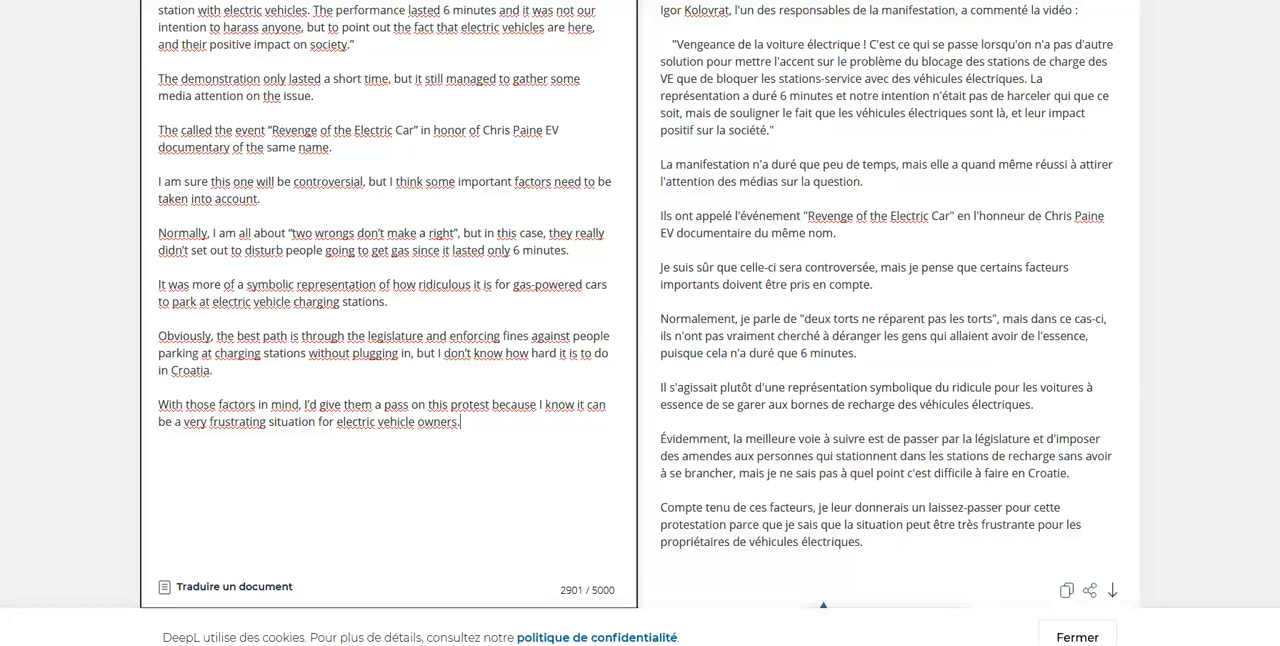 station with electric vehicles. The performance lasted 6 minutes and it was not our
intention to harass anyone, but to point out the fact that electric vehicles are here,
and their positive impact on society.”
The demonstration only lasted a short time, but it still managed to gather some
media attention on the issue.
The called the event “Revenge of the Electric Car” in honor of Chris Paine EV
documentary of the same name.
I am sure this one will be controversial, but I think some important factors need to be
taken into account.
Normally, I am all about “two wrongs don’t make a right”, but in this case, they really
didn’t set out to disturb people going to get gas since it lasted only 6 minutes.
It was more of a symbolic representation of how ridiculous it is for gas-powered cars
to park at electric vehicle charging stations.
Obviously, the best path is through the legislature and enforcing fines against people
parking at charging stations without plugging in, but I don’t know how hard it is to do
in Croatia.
With those factors in mind, I’d give them a pass on this protest because I know it can
be a very frustrating situation for electric vehicle owners.
Traduire un document
2901 / 5000
Igor Kolovrat, l'un des responsables de la manifestation, a commenté la vidéo :
"Vengeance de la voiture électrique ! C'est ce qui se passe lorsqu'on n'a pas d'autre
solution pour mettre l'accent sur le problème du blocage des stations de charge des
VE que de bloquer les stations-service avec des véhicules électriques. La
représentation a duré 6 minutes et notre intention n'était pas de harceler qui que ce
soit, mais de souligner le fait que les véhicules électriques sont là, et leur impact
positif sur la société."
La manifestation n'a duré que peu de temps, mais elle a quand même réussi à attirer
l'attention des médias sur la question.
Ils ont appelé l'événement "Revenge of the Electric Car" en l'honneur de Chris Paine
EV documentaire du même nom.
Je suis sûr que celle-ci sera controversée, mais je pense que certains facteurs
importants doivent être pris en compte.
Normalement, je parle de "deux torts ne réparent pas les torts", mais dans ce cas-ci,
ils n'ont pas vraiment cherché à déranger les gens qui allaient avoir de l'essence,
puisque cela n'a duré que 6 minutes.
Il s'agissait plutôt d'une représentation symbolique du ridicule pour les voitures à
essence de se garer aux bornes de recharge des véhicules électriques.
Évidemment, la meilleure voie à suivre est de passer par la législature et d'imposer
des amendes aux personnes qui stationnent dans les stations de recharge sans avoir
à se brancher, mais je ne sais pas à quel point c'est difficile à faire en Croatie.
Compte tenu de ces facteurs, je leur donnerais un laissez-passer pour cette
protestation parce que je sais que la situation peut être très frustrante pour les
propriétaires de véhicules électriques.
DeepL utilise des cookies. Pour plus de détails, consultez notre politique de confidentialité.
Fermer